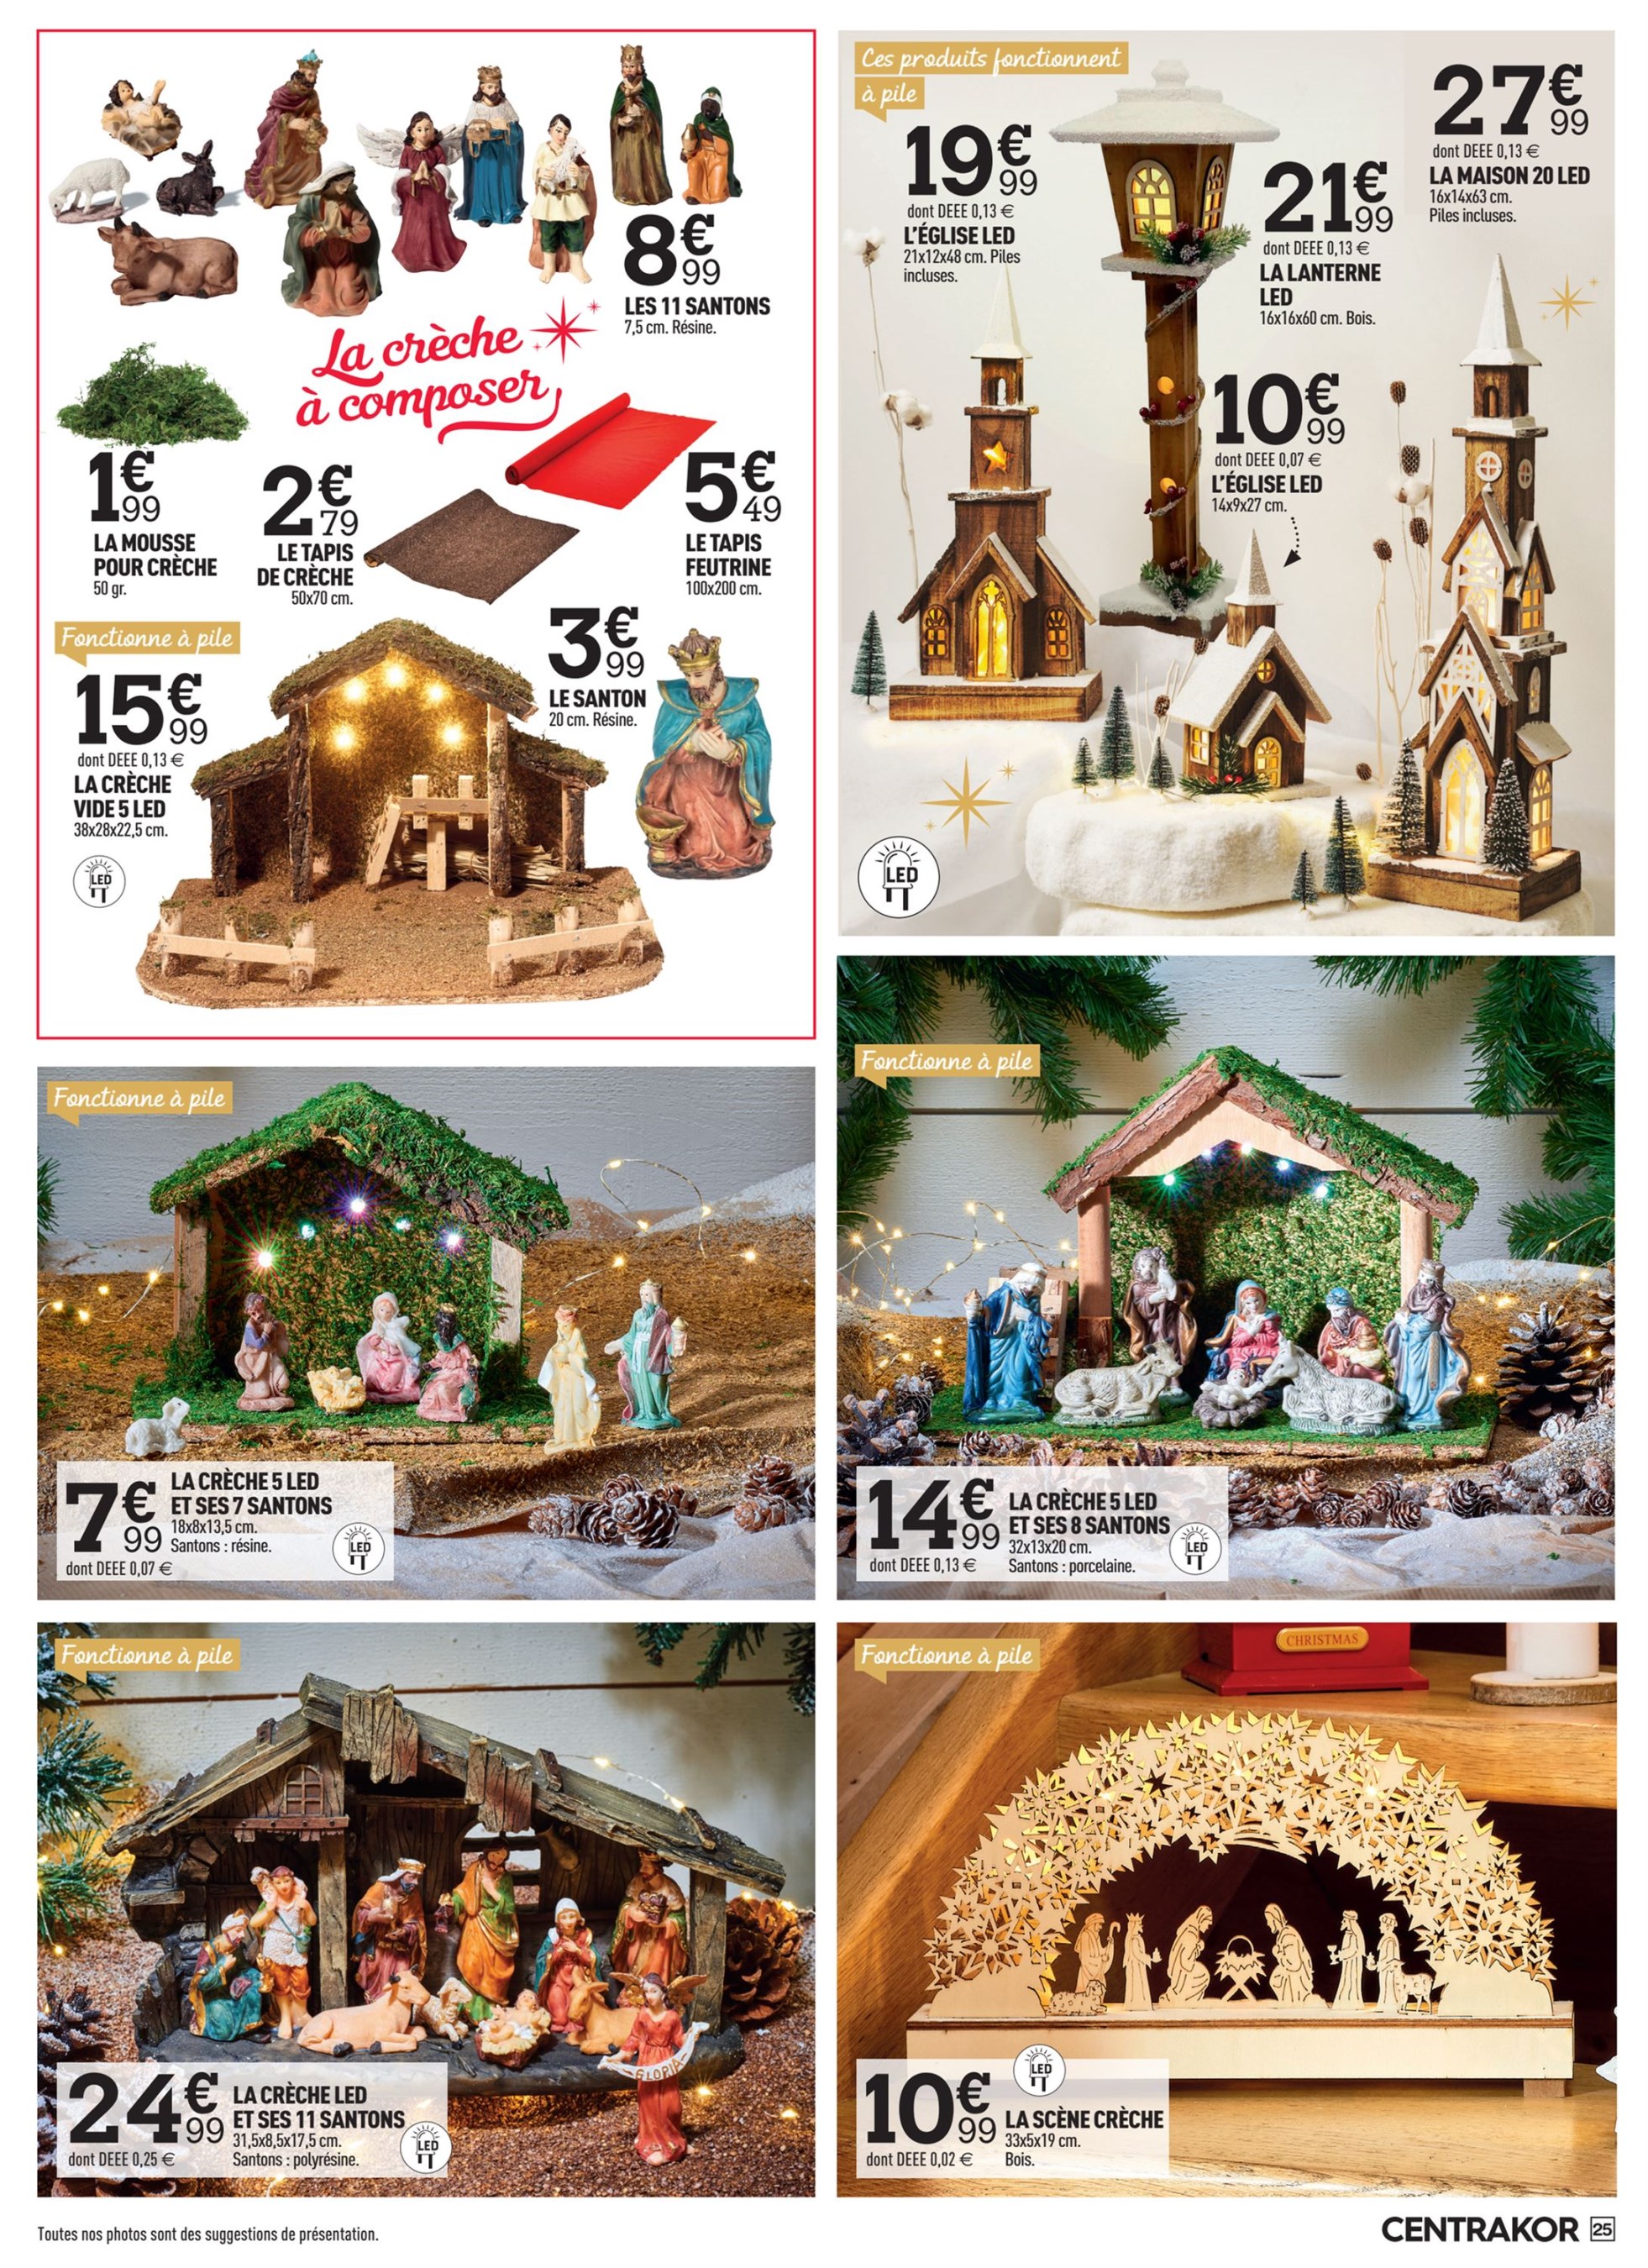 8€99
LES 11 SANTONS
7,5 cm. Résine.
La crèche
à composer
1€99
LA MOUSSE
POUR CRÈCHE
50 gr.
2€79
LE TAPIS
DE CRÈCHE
50x70 cm.
5€49
LE TAPIS
FEUTRINE
100x200 cm.
Fonctionne à pile
15€99
dont DEEE 0,13 €
LA CRÈCHE
VIDE 5 LED
38x28x22,5 cm.
LED
3€99
LE SANTON
20 cm. Résine.
Ces produits fonctionnent
à pile
19€99
dont DEEE 0,13 €
L'ÉGLISE LED
21x12x48 cm. Piles
incluses.
27€99
dont DEEE 0,13 €
LA MAISON 20 LED
16x14x63 cm.
Piles incluses.
21€99
dont DEEE 0,13 €
LA LANTERNE
LED
16x16x60 cm. Bois.
10€99
dont DEEE 0,07 €
L'ÉGLISE LED
14x9x27 cm.
LED
Fonctionne à pile
7€99
dont DEEE 0,07 €
LA CRÈCHE 5 LED
ET SES 7 SANTONS
18x8x13,5 cm.
Santons : résine.
LED
Fonctionne à pile
14€99
dont DEEE 0,13 €
LA CRÈCHE 5 LED
ET SES 8 SANTONS
32x13x20 cm.
Santons : porcelaine.
LED
Fonctionne à pile
GLORIA
24€99
dont DEEE 0,25 €
LA CRÈCHE LED
ET SES 11 SANTONS
31,5x8,5x17,5 cm.
Santons : polyrésine.
LED
Fonctionne à pile
CHRISTMAS
LED
10€99
dont DEEE 0,02 €
LA SCÈNE CRÈCHE
33x5x19 cm.
Bois.
Toutes nos photos sont des suggestions de présentation.
CENTRAKOR 25